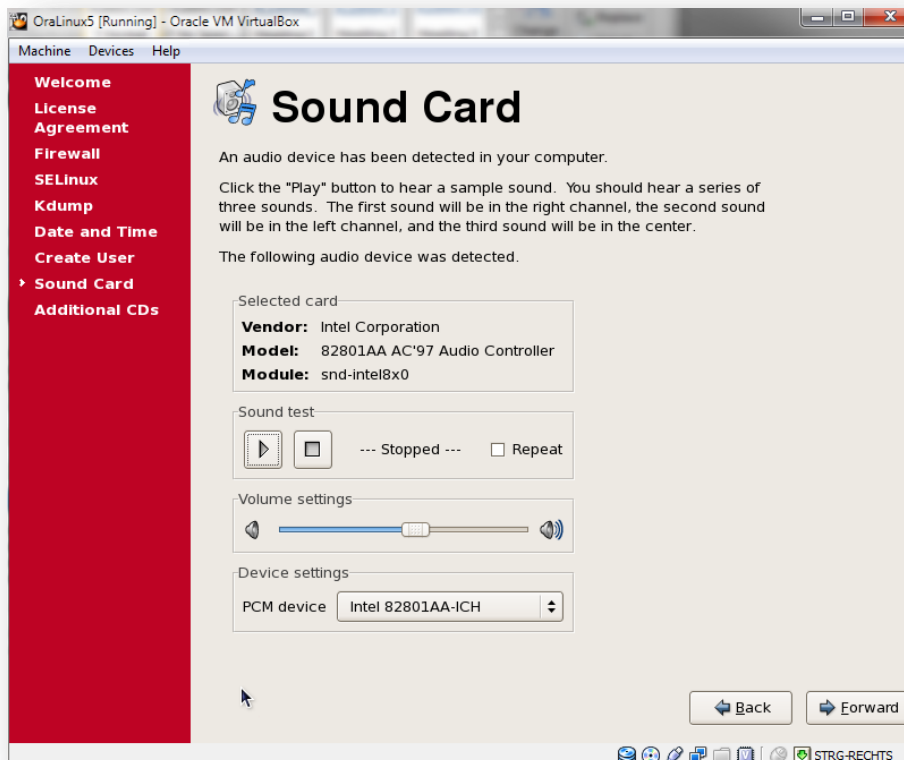 OraLinux5 [Running] - Oracle VM VirtualBox
Machine Devices Help
Welcome
License
Agreement
Firewall
SELinux
Kdump
Date and Time
Create User
Sound Card
Additional CDs
Sound Card
An audio device has been detected in your computer.
Click the "Play" button to hear a sample sound. You should hear a series of
three sounds. The first sound will be in the right channel, the second sound
will be in the left channel, and the third sound will be in the center.
The following audio device was detected.
Selected card
Vendor: Intel Corporation
Model: 82801AA AC'97 Audio Controller
Module: snd-intel8x0
Sound test
--- Stopped --- Repeat
Volume settings
Device settings
PCM device Intel 82801AA-ICH
Back Forward
STRG-RECHTS